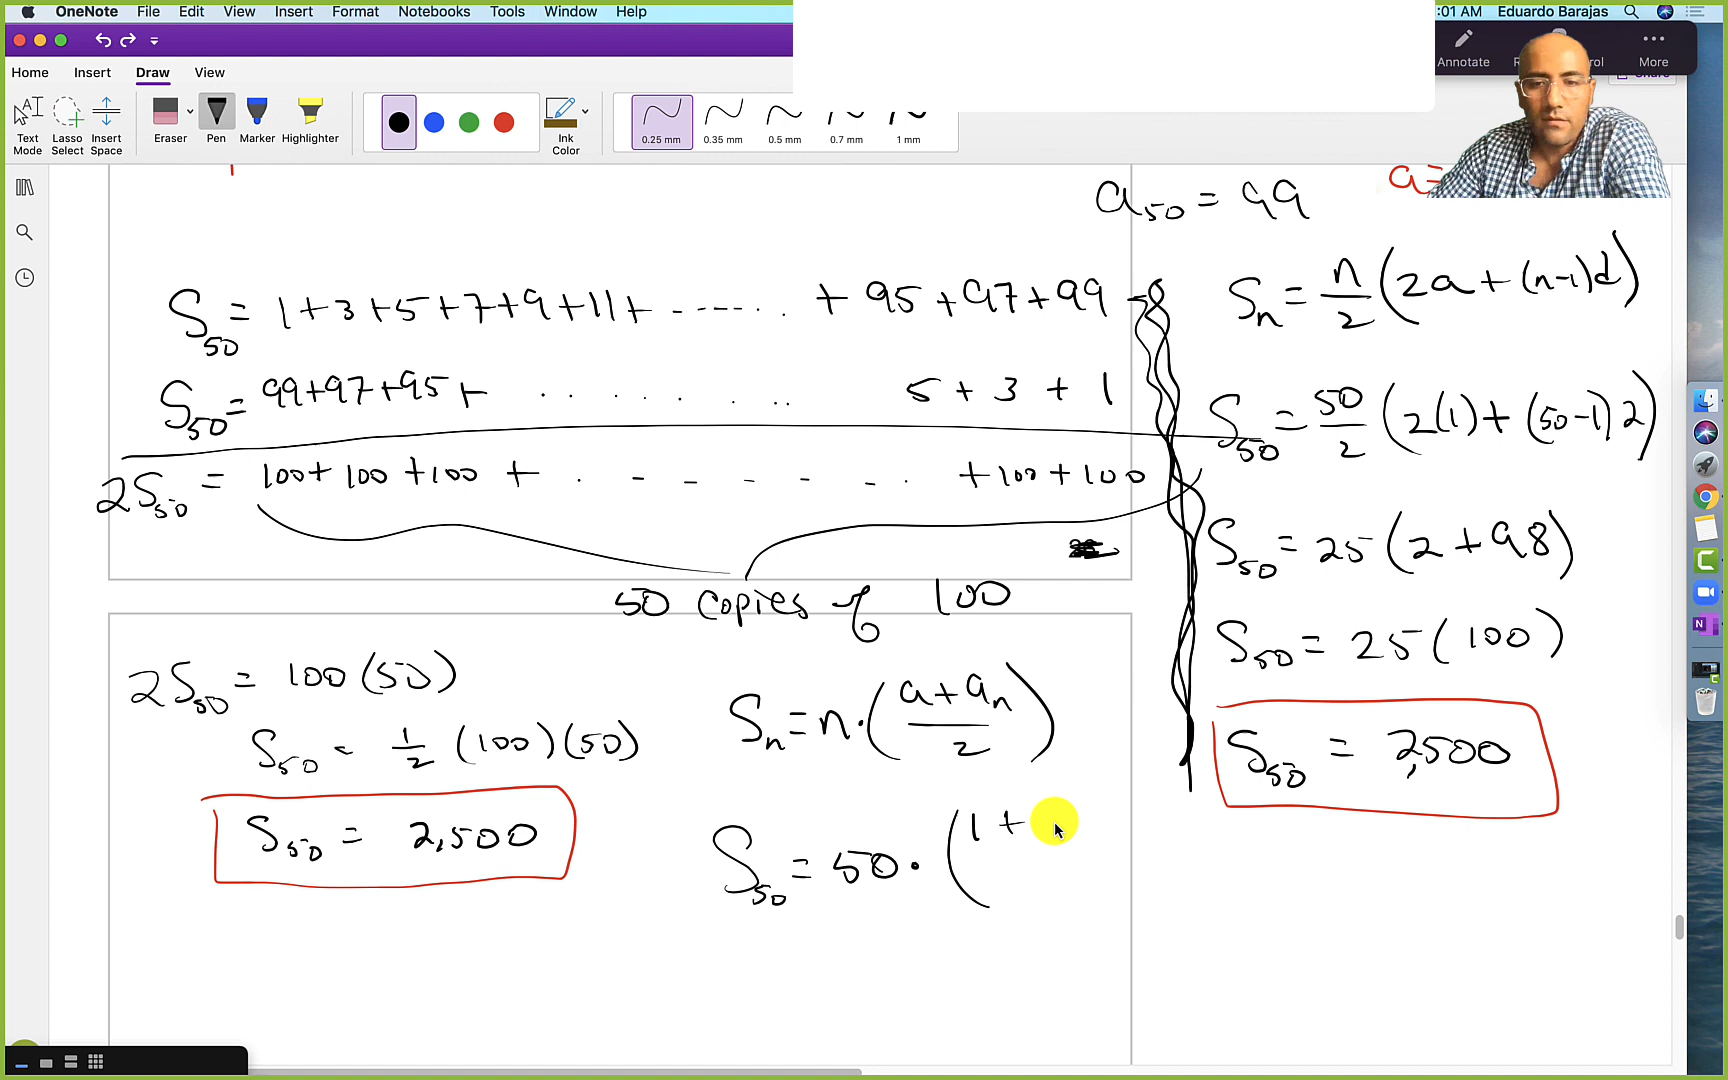 OneNote File Edit View Insert Format Notebooks Tools Window Help
:01 AM Eduardo Barajas
Home Insert Draw View
Annotate
More
Text Mode
Lasso Select
Insert Space
Eraser
Pen
Marker
Highlighter
Ink Color
0.25 mm 0.35 mm 0.5 mm 0.7 mm 1 mm
a₅₀ = 99
a=
S₅₀ = 1+3+5+7+9+11+ ------... + 95+97+99
S₅₀ = 99+97+95+ . . . . . . . .. 5 + 3 + 1
2S₅₀ = 100+100+100 + . - - - - - . . +100+100
50 copies of 100
2S₅₀ = 100(50)
S₅₀ = 1/2 (100)(50)
S₅₀ = 2,500
Sₙ = n·((a+aₙ)/2)
S₅₀ = 50·(1+
Sₙ = n/2 (2a+(n-1)d)
S₅₀ = 50/2 (2(1)+(50-1)2)
S₅₀ = 25(2+98)
S₅₀ = 25(100)
S₅₀ = 2,500